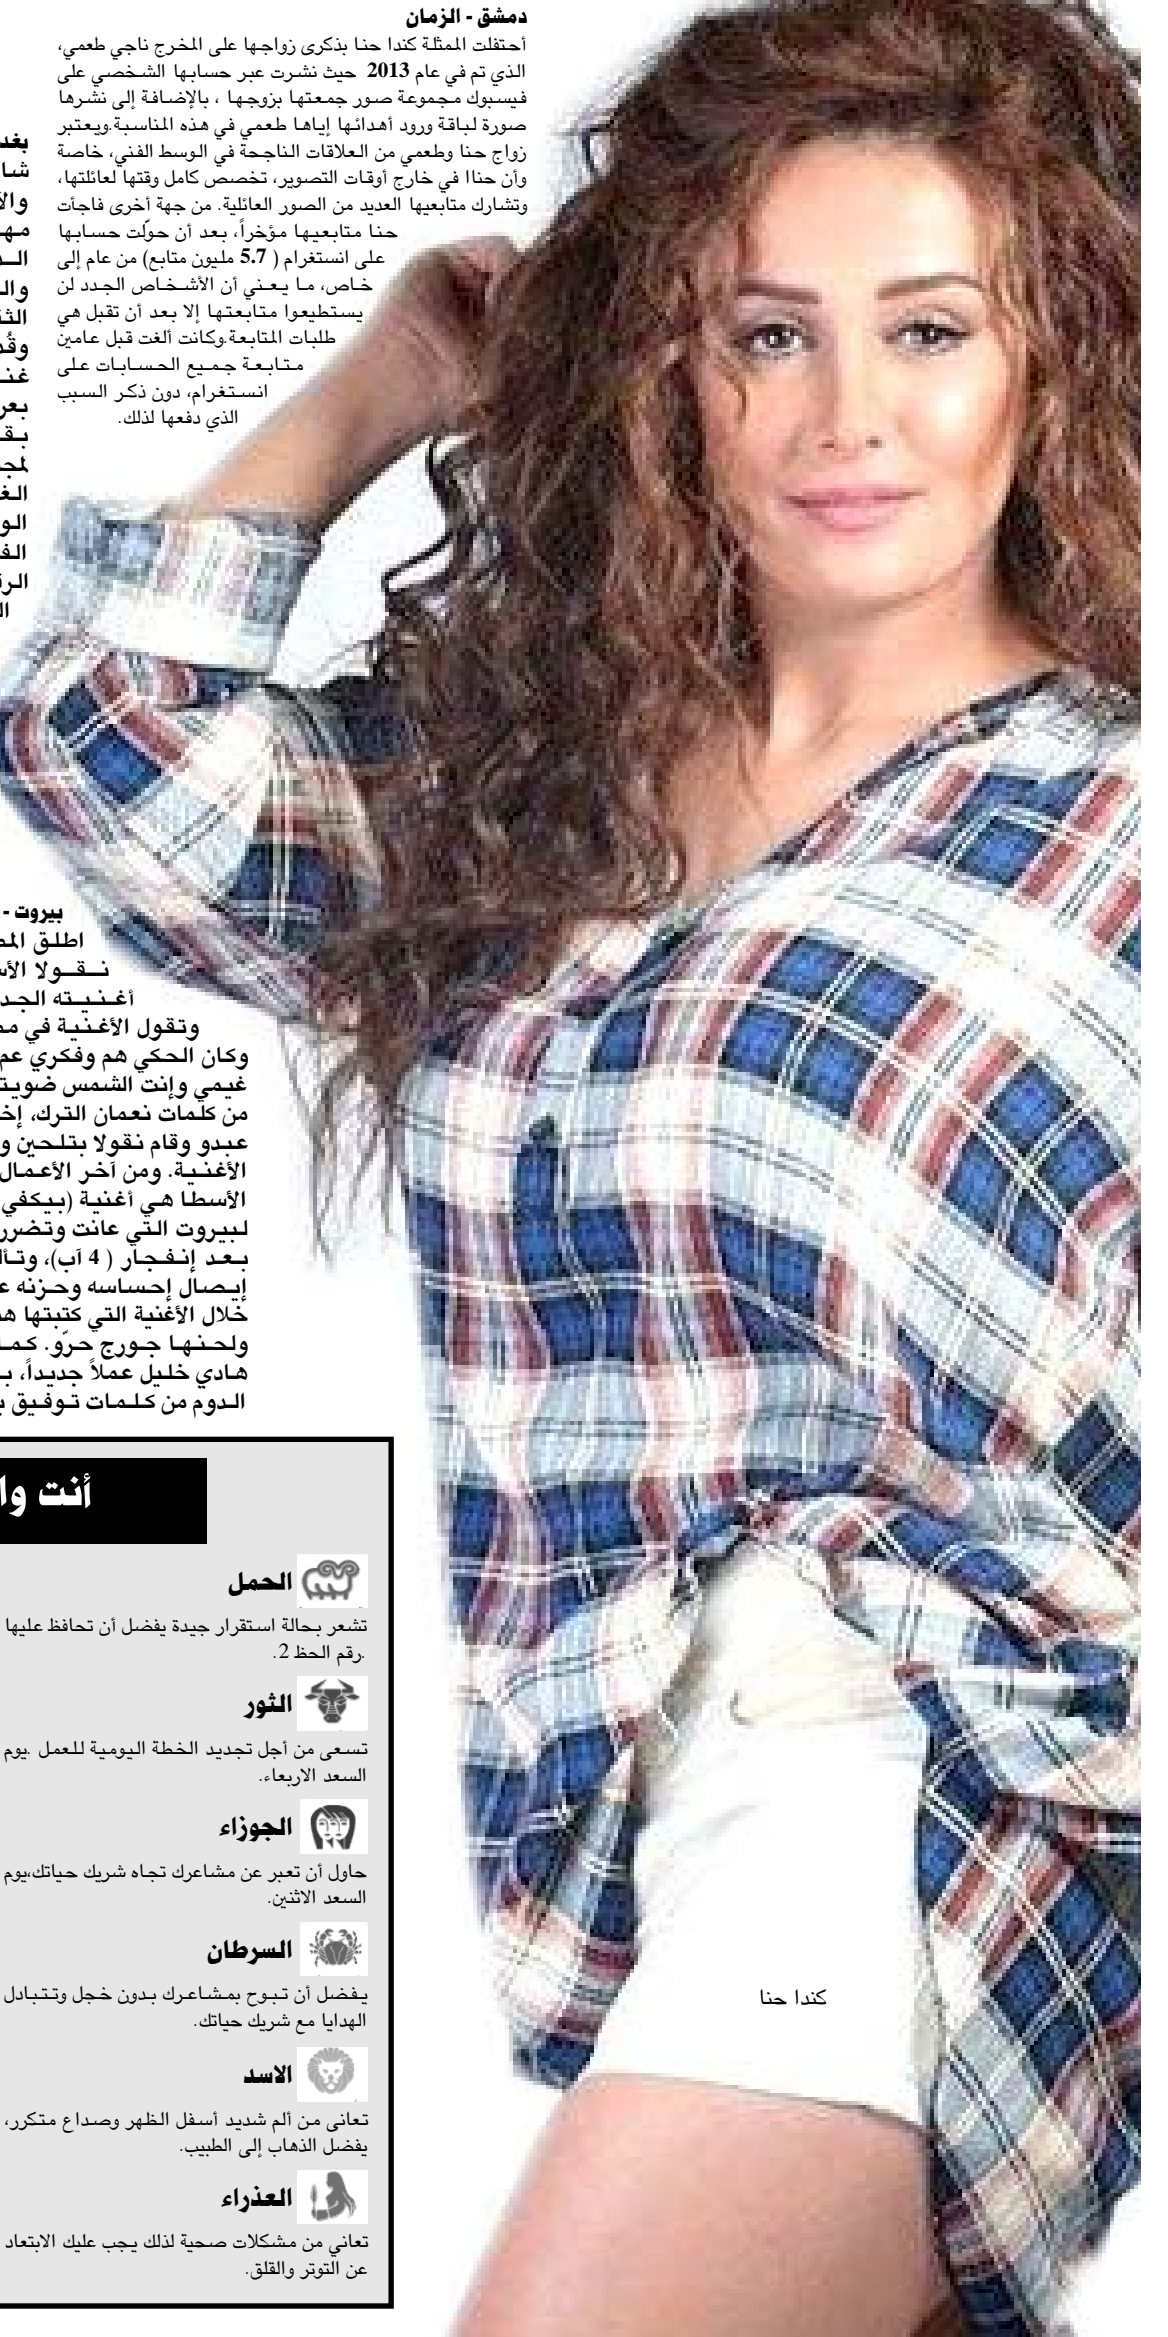 دمشق - الزمان
أحتفلت الممثلة كندا حنا بذكرى زواجها على المخرج ناجي طعمي،
الذي تم في عام 2013 حيث نشرت عبر حسابها الشخصي على
فيسبوك مجموعة صور جمعتها بزوجها ، بالإضافة إلى نشرها
صورة لباقة ورود أهدائها إياها طعمي في هذه المناسبة.ويعتبر
زواج حنا وطعمي من العلاقات الناجحة في الوسط الفني، خاصة
وأن حناا في خارج أوقات التصوير، تخصص كامل وقتها لعائلتها،
وتشارك متابعيها العديد من الصور العائلية. من جهة أخرى فاجأت
حنا متابعيها مؤخراً، بعد أن حوّلت حسابها
على انستغرام ( 5.7 مليون متابع) من عام إلى
خاص، ما يعني أن الأشخاص الجدد لن
يستطيعوا متابعتها إلا بعد أن تقبل هي
طلبات المتابعة.وكانت ألغت قبل عامين
متابعة جميع الحسابات على
انستغرام، دون ذكر السبب
الذي دفعها لذلك.
بيروت -
اطلق
نقولا
أغنيته
وتقول الأغنية في
وكان الحكي هم وفكري عم
غيمي وإنت الشمس
من كلمات نعمان الترك،
عبدو وقام نقولا بتلحين
الأغنية. ومن آخر الأعمال
الأسطا هي أغنية (بيكفي
لبيروت التي عانت
بعد إنفجار ( 4 آب)،
إيصال إحساسه وحزنه
خلال الأغنية التي كتبتها
ولحنها جورج حرّو.
هادي خليل عملاً جديداً،
الدوم من كلمات توفيق
أنت
الحمل
تشعر بحالة استقرار جيدة يفضل أن تحافظ عليها
.رقم الحظ 2.
الثور
تسعى من أجل تجديد الخطة اليومية للعمل .يوم
السعد الاربعاء.
الجوزاء
حاول أن تعبر عن مشاعرك تجاه شريك حياتك،يوم
السعد الاثنين.
السرطان
يفضل أن تبوح بمشاعرك بدون خجل وتتبادل
الهدايا مع شريك حياتك.
الاسد
تعانى من ألم شديد أسفل الظهر وصداع متكرر،
يفضل الذهاب إلى الطبيب.
العذراء
تعاني من مشكلات صحية لذلك يجب عليك الابتعاد
عن التوتر والقلق.
كندا حنا